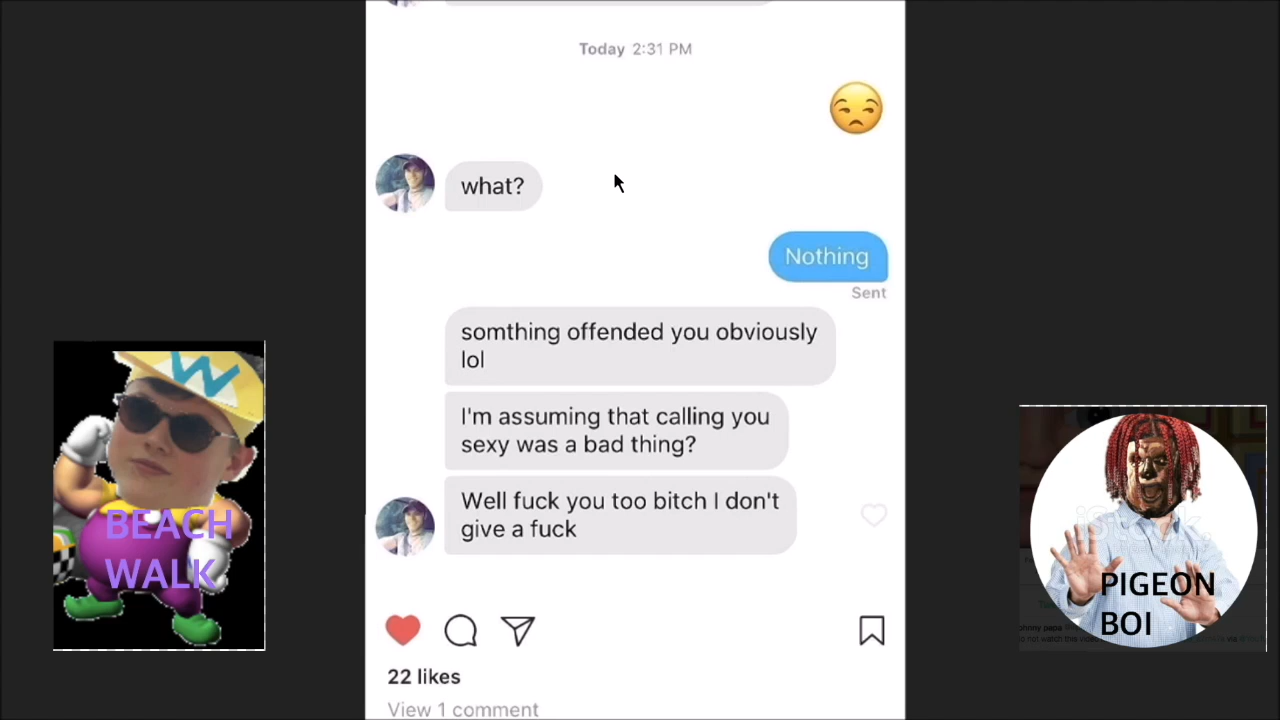 Today 2:31 PM
what?
Nothing
Sent
somthing offended you obviously
lol
I'm assuming that calling you
sexy was a bad thing?
Well fuck you too bitch I don't
give a fuck
22 likes
View 1 comment
W
BEACH
WALK
iStock
PIGEON
BOI